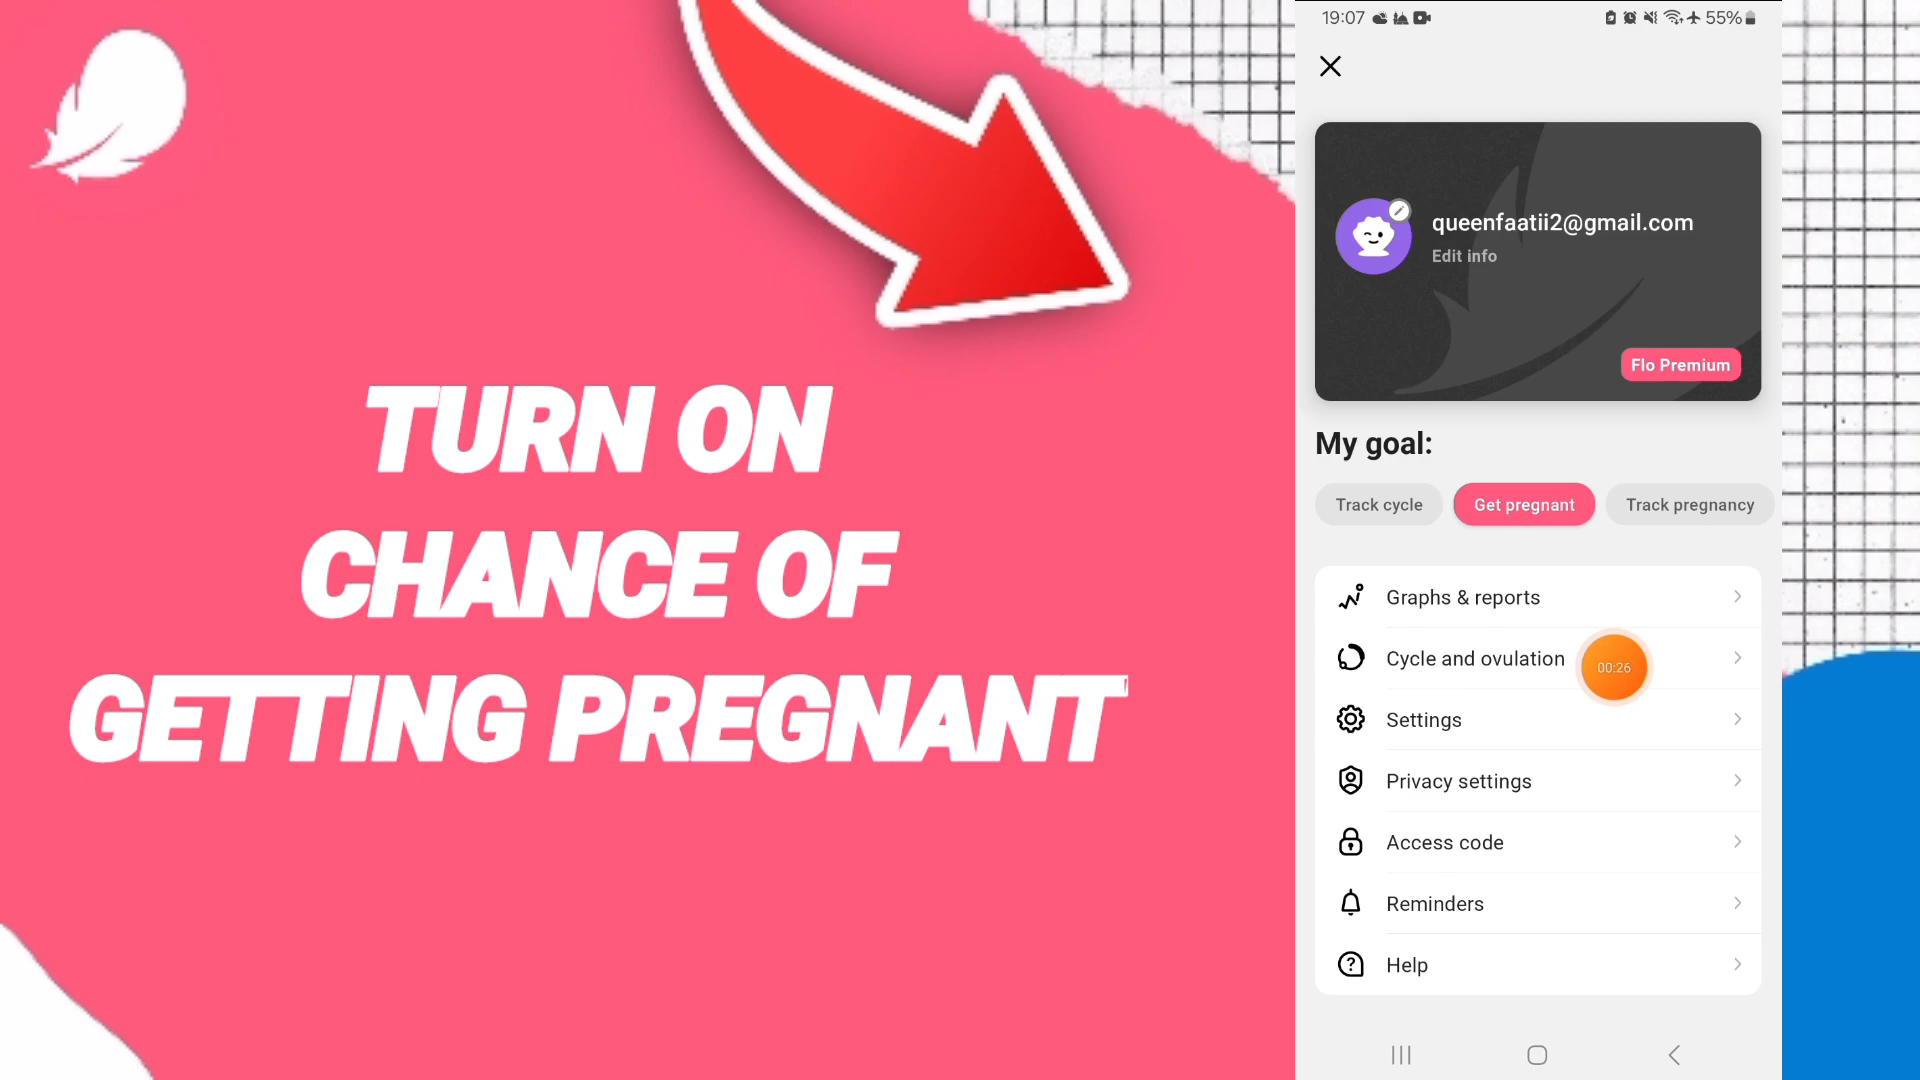 TURN ON
CHANCE OF
GETTING PREGNANT
19:07
55%
queenfaatii2@gmail.com
Edit info
Flo Premium
My goal:
Track cycle
Get pregnant
Track pregnancy
Graphs & reports
Cycle and ovulation
00:26
Settings
Privacy settings
Access code
Reminders
Help